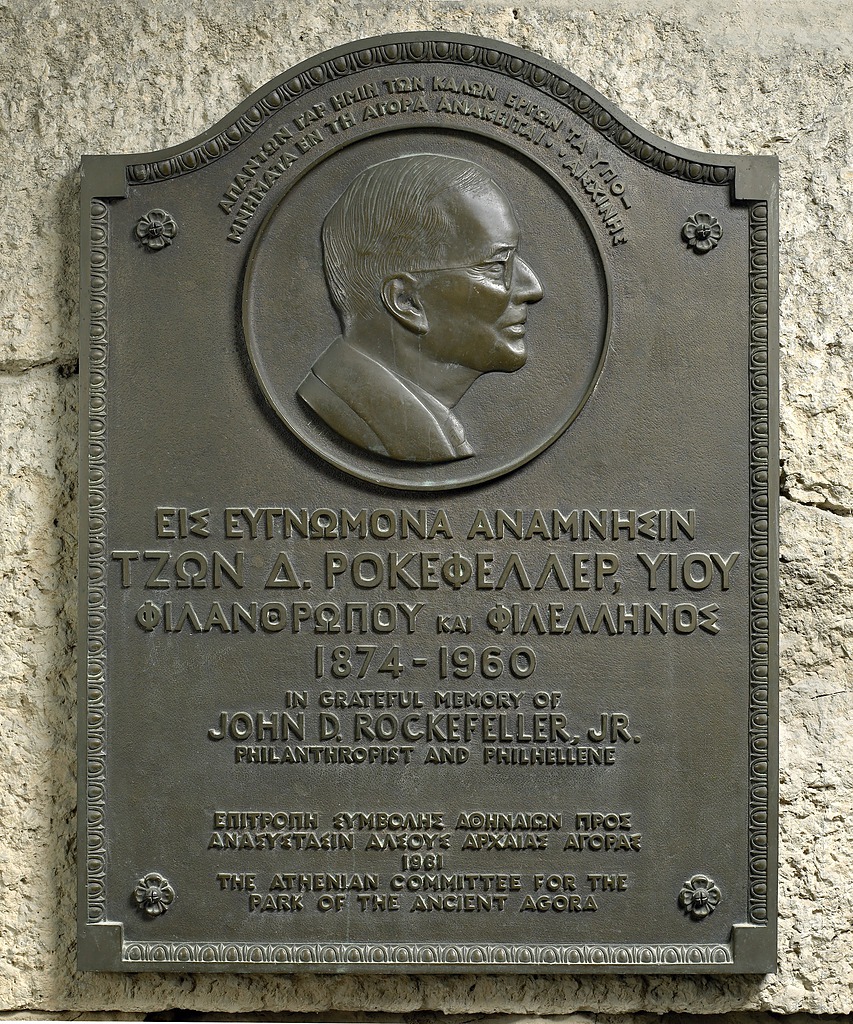 ΑΠΑΝΤΩΝ ΓΑΡ ΗΜΙΝ ΤΩΝ ΚΑΛΩΝ ΕΡΓΩΝ ΤΑ ΥΠΟ-
ΜΝΗΜΑΤΑ ΕΝ ΤΗ ΑΓΟΡΑ ΑΝΑΚΕΙΤΑΙ. ΑΙΣΧΙΝΗΣ
ΕΙΣ ΕΥΓΝΩΜΟΝΑ ΑΝΑΜΝΗΣΙΝ
ΤΖΩΝ Δ. ΡΟΚΕΦΕΛΛΕΡ, ΥΙΟΥ
ΦΙΛΑΝΘΡΩΠΟΥ ΚΑΙ ΦΙΛΕΛΛΗΝΟΣ
1874-1960
IN GRATEFUL MEMORY OF
JOHN D. ROCKEFELLER, JR.
PHILANTHROPIST AND PHILHELLENE
ΕΠΙΤΡΟΠΗ ΣΥΜΒΟΛΗΣ ΑΘΗΝΑΙΩΝ ΠΡΟΣ
ΑΝΑΣΥΣΤΑΣΙΝ ΑΛΣΟΥΣ ΑΡΧΑΙΑΣ ΑΓΟΡΑΣ
1961
THE ATHENIAN COMMITTEE FOR THE
PARK OF THE ANCIENT AGORA